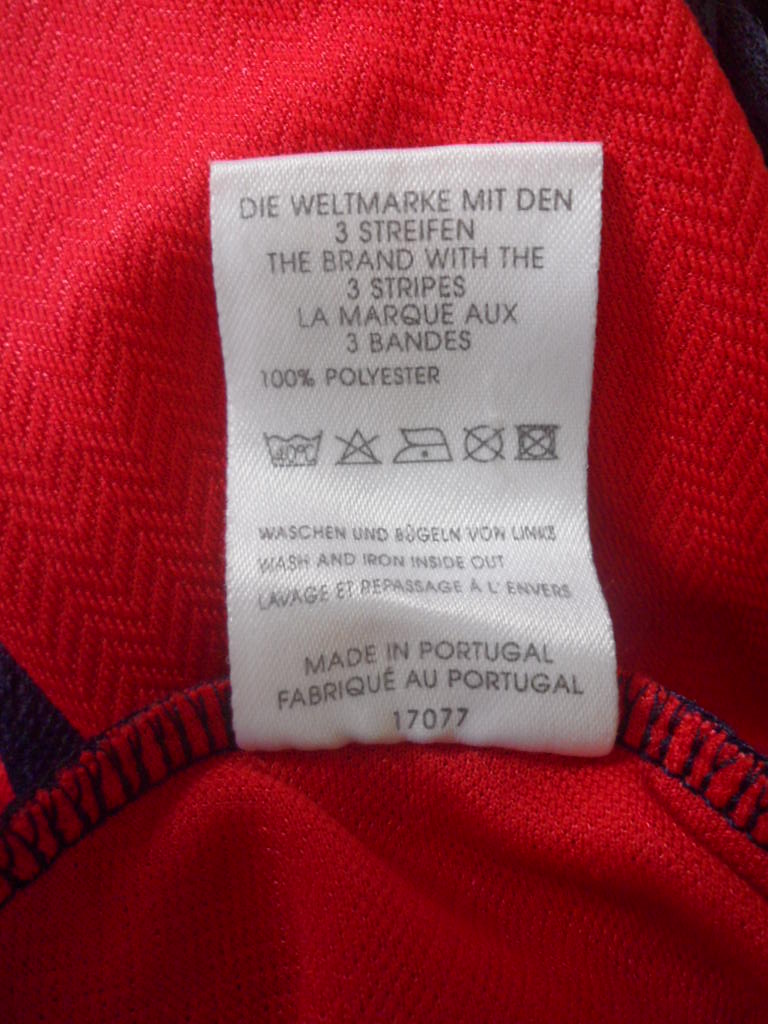 DIE WELTMARKE MIT DEN
3 STREIFEN
THE BRAND WITH THE
3 STRIPES
LA MARQUE AUX
3 BANDES
100% POLYESTER
40°C
WASCHEN UND BÜGELN VON LINKS
WASH AND IRON INSIDE OUT
LAVAGE ET REPASSAGE À L' ENVERS
MADE IN PORTUGAL
FABRIQUÉ AU PORTUGAL
17077